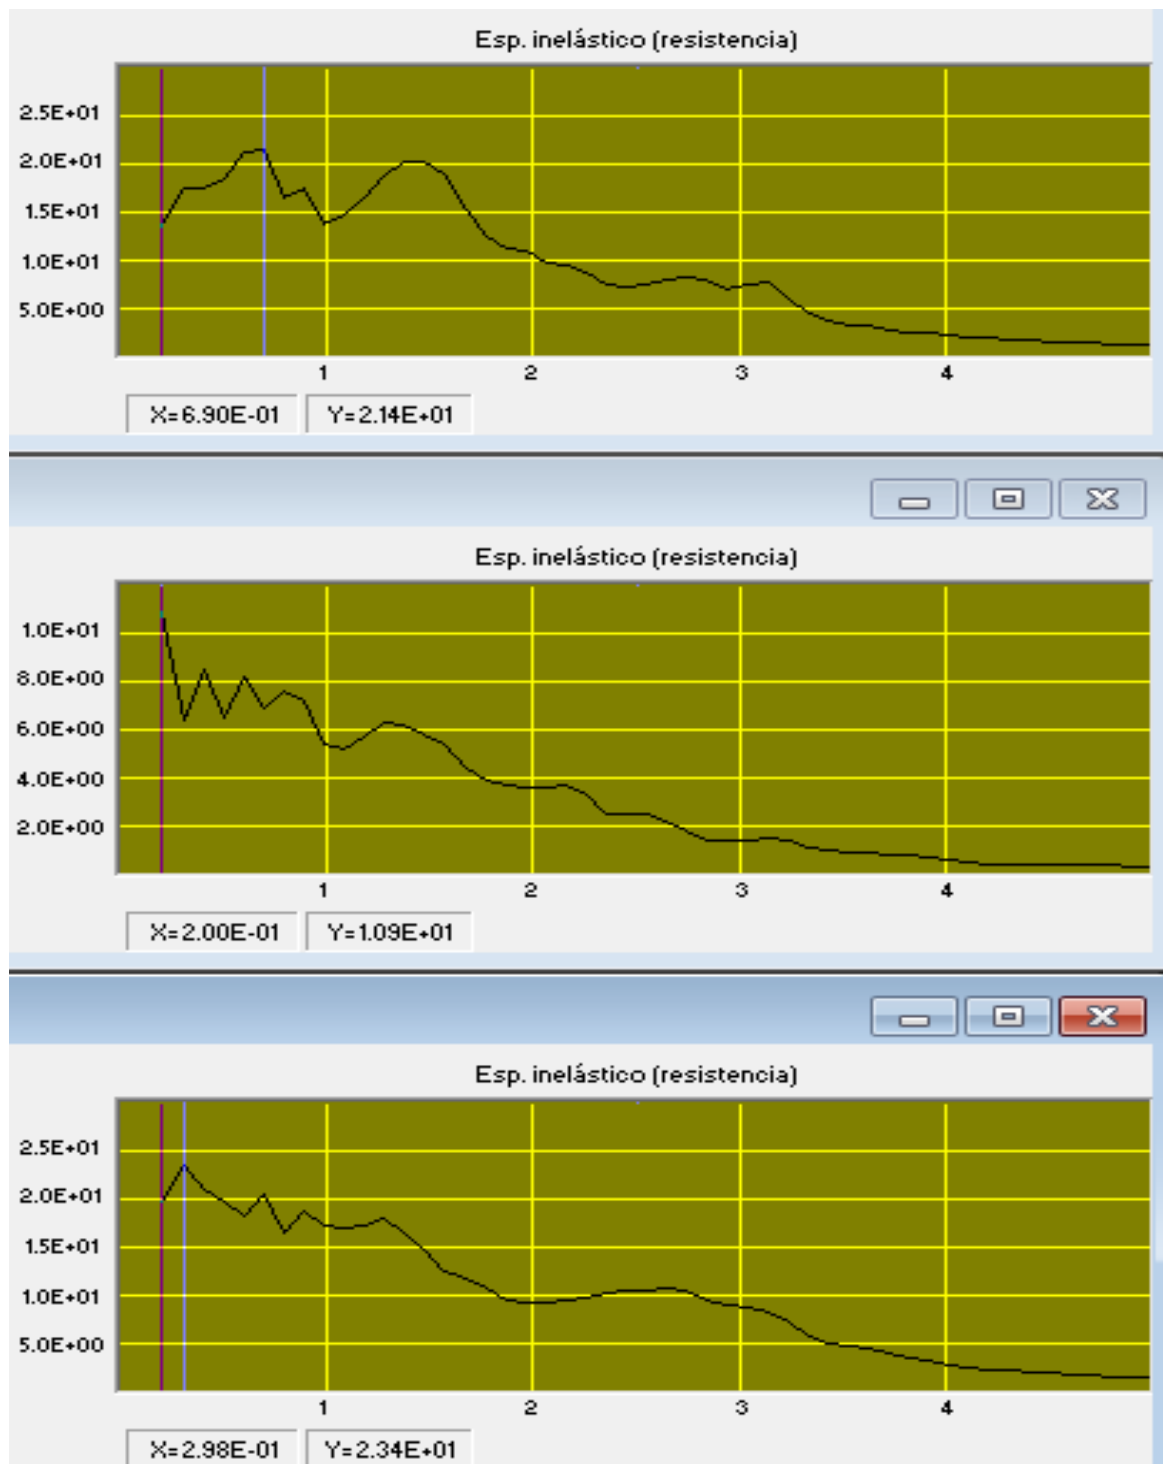 Esp. inelástico (resistencia)
2.5E+01
2.0E+01
1.5E+01
1.0E+01
5.0E+00
1 2 3 4
X=6.90E-01 Y=2.14E+01
Esp. inelástico (resistencia)
1.0E+01
8.0E+00
6.0E+00
4.0E+00
2.0E+00
1 2 3 4
X=2.00E-01 Y=1.09E+01
Esp. inelástico (resistencia)
2.5E+01
2.0E+01
1.5E+01
1.0E+01
5.0E+00
1 2 3 4
X=2.98E-01 Y=2.34E+01